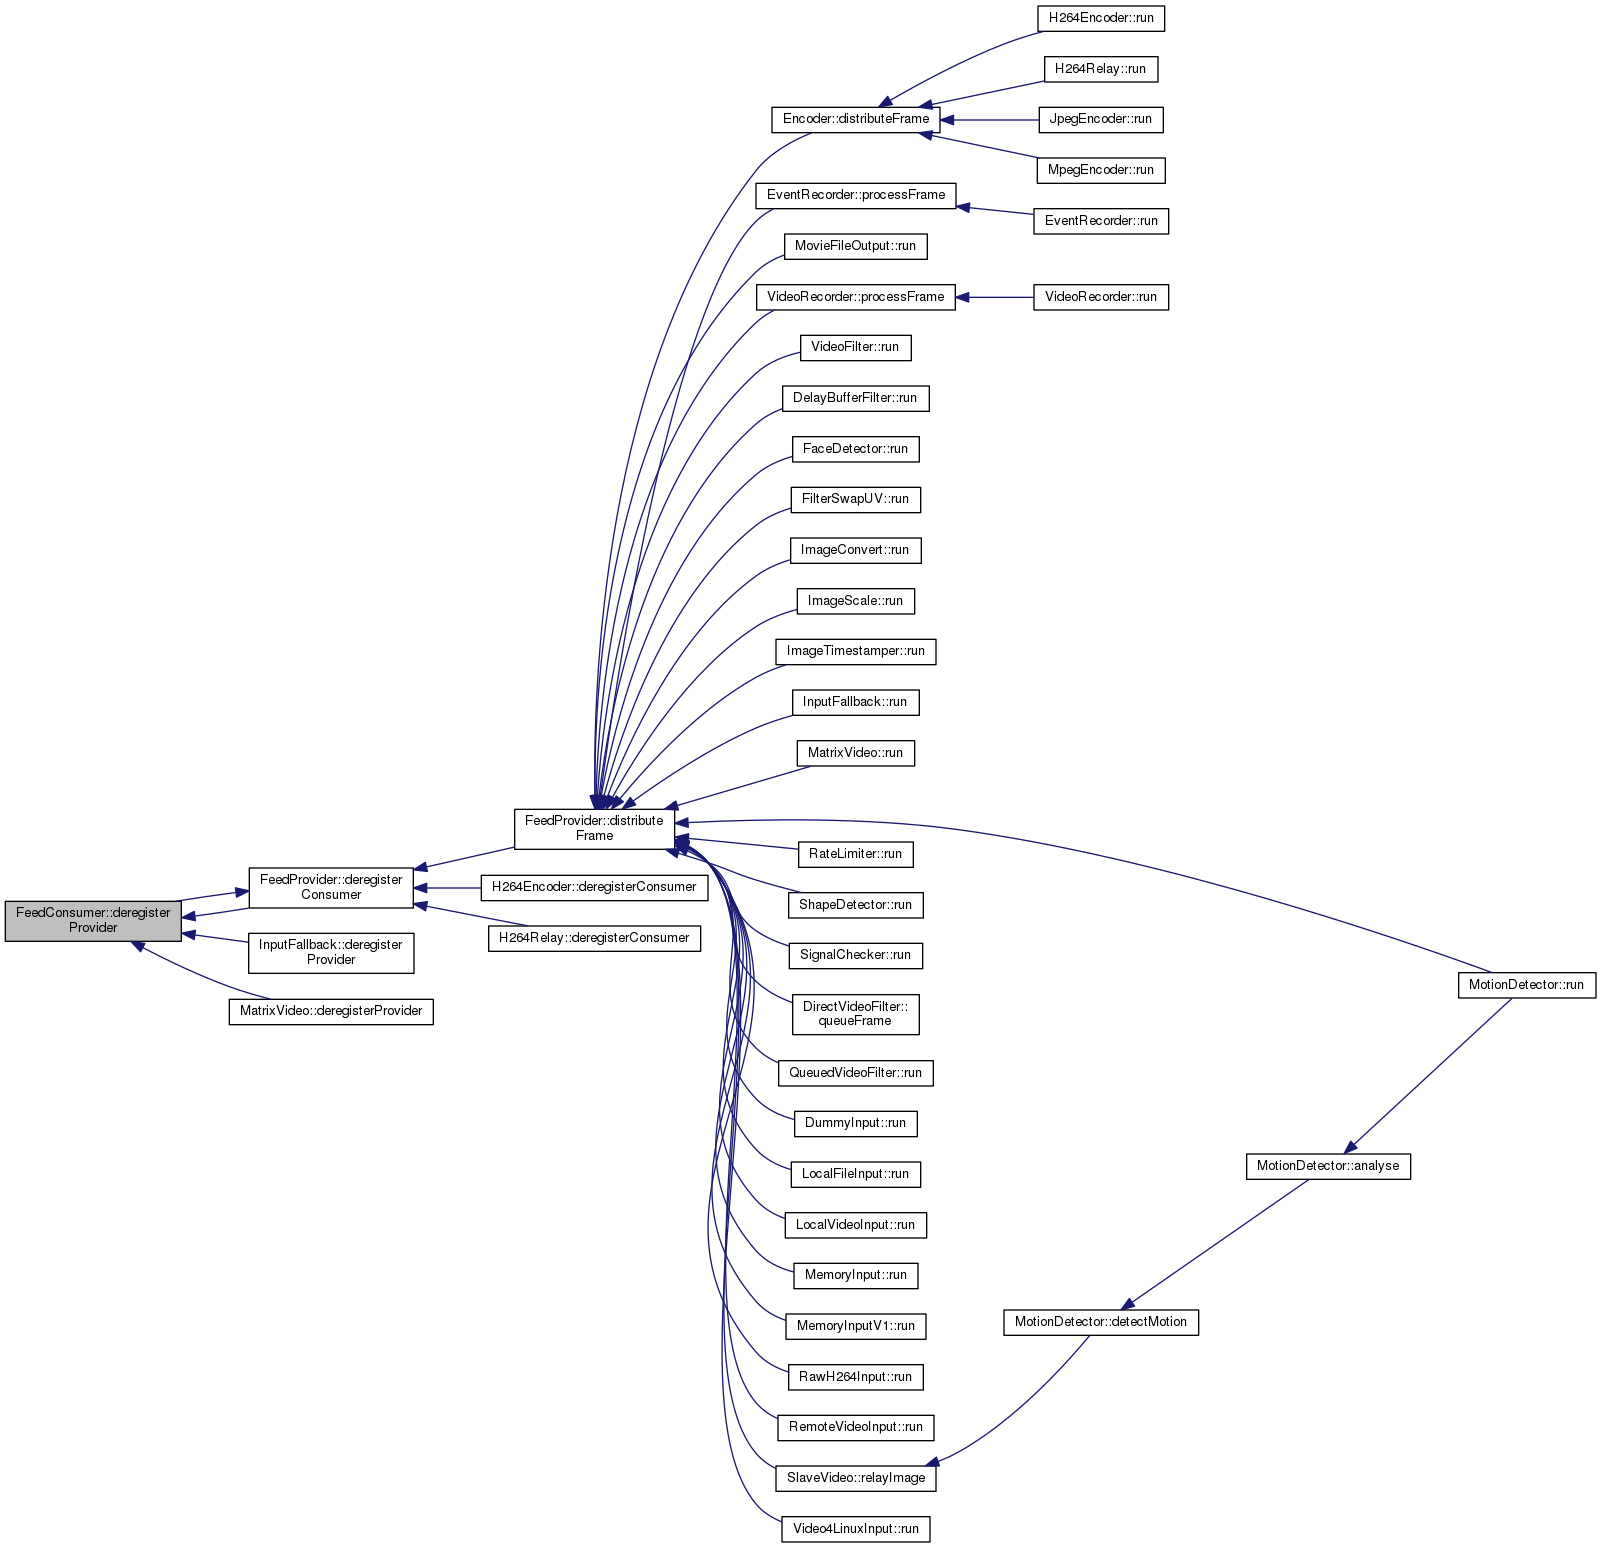 H264Encoder::run
H264Relay::run
Encoder::distributeFrame
JpegEncoder::run
MpegEncoder::run
EventRecorder::processFrame
EventRecorder::run
MovieFileOutput::run
VideoRecorder::processFrame
VideoRecorder::run
VideoFilter::run
DelayBufferFilter::run
FaceDetector::run
FilterSwapUV::run
ImageConvert::run
ImageScale::run
ImageTimestamper::run
InputFallback::run
MatrixVideo::run
FeedProvider::distribute
Frame
RateLimiter::run
FeedProvider::deregister
Consumer
H264Encoder::deregisterConsumer
ShapeDetector::run
FeedConsumer::deregister
Provider
H264Relay::deregisterConsumer
InputFallback::deregister
Provider
SignalChecker::run
MotionDetector::run
MatrixVideo::deregisterProvider
DirectVideoFilter::
queueFrame
QueuedVideoFilter::run
DummyInput::run
MotionDetector::analyse
LocalFileInput::run
LocalVideoInput::run
MemoryInput::run
MotionDetector::detectMotion
MemoryInputV1::run
RawH264Input::run
RemoteVideoInput::run
SlaveVideo::relayImage
Video4LinuxInput::run